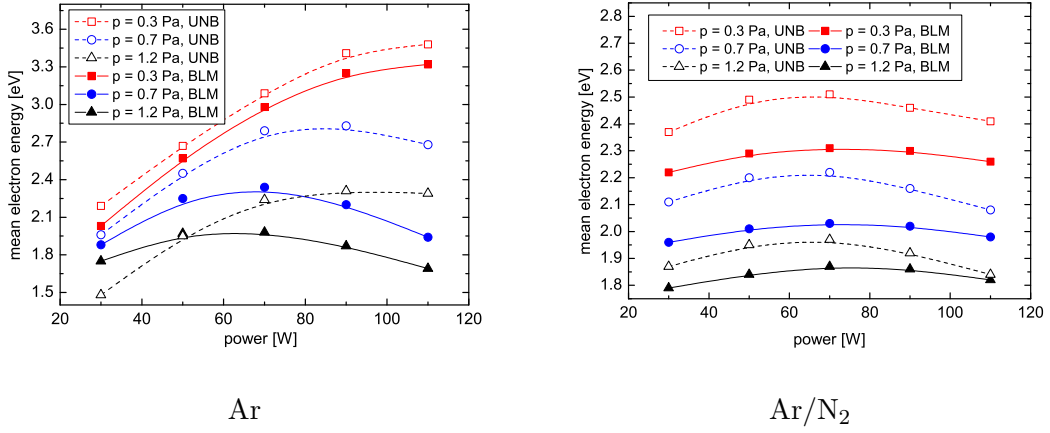 p = 0.3 Pa, UNB
p = 0.7 Pa, UNB
p = 1.2 Pa, UNB
p = 0.3 Pa, BLM
p = 0.7 Pa, BLM
p = 1.2 Pa, BLM
mean electron energy [eV]
3.6
3.3
3.0
2.7
2.4
2.1
1.8
1.5
20 40 60 80 100 120
power [W]
Ar
p = 0.3 Pa, UNB p = 0.3 Pa, BLM
p = 0.7 Pa, UNB p = 0.7 Pa, BLM
p = 1.2 Pa, UNB p = 1.2 Pa, BLM
mean electron energy [eV]
2.8
2.7
2.6
2.5
2.4
2.3
2.2
2.1
2.0
1.9
1.8
20 40 60 80 100 120
power [W]
Ar/N₂